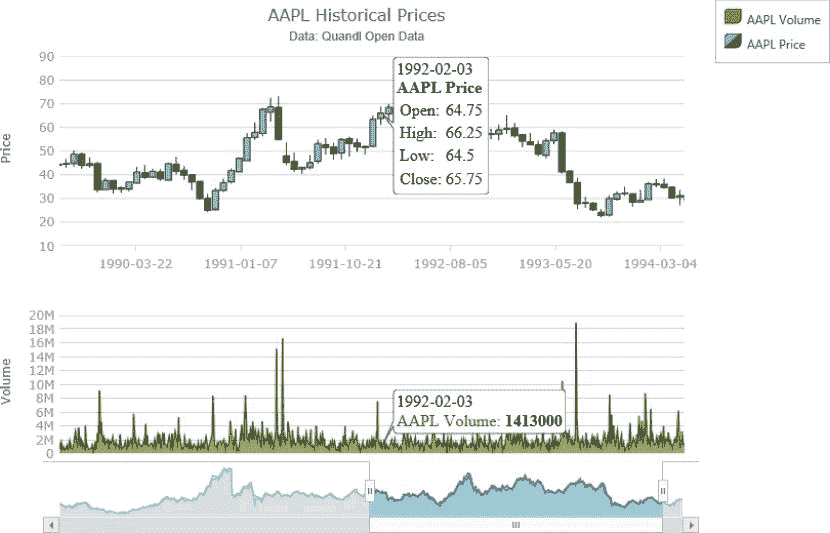 AAPL Historical Prices
Data: Quandl Open Data
AAPL Volume
AAPL Price
Price
90
80
70
60
50
40
30
20
10
1992-02-03
AAPL Price
Open: 64.75
High: 66.25
Low: 64.5
Close: 65.75
1990-03-22
1991-01-07
1991-10-21
1992-08-05
1993-05-20
1994-03-04
Volume
20M
18M
16M
14M
12M
10M
8M
6M
4M
2M
0
1992-02-03
AAPL Volume: 1413000